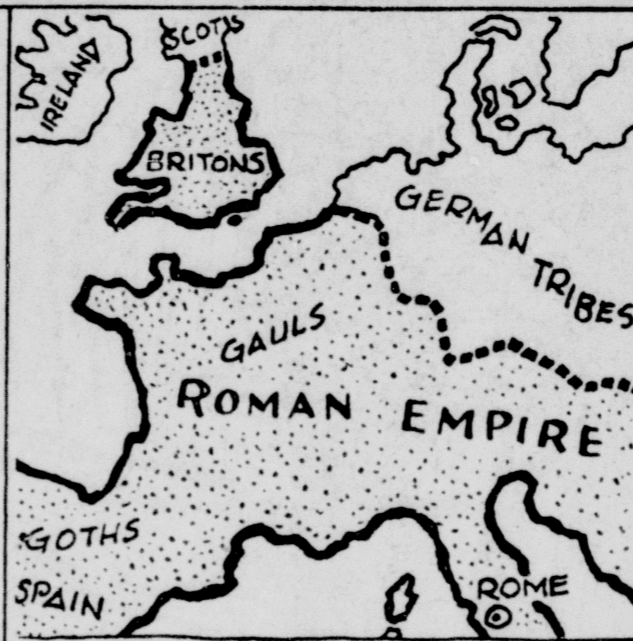 SCOTS
IRELAND
BRITONS
GERMAN
TRIBES
GAULS
ROMAN EMPIRE
GOTHS
SPAIN
ROME